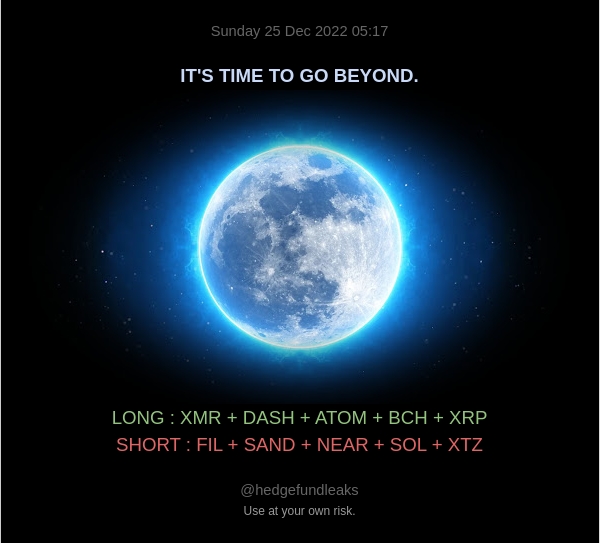 Sunday 25 Dec 2022 05:17
IT'S TIME TO GO BEYOND.
LONG : XMR + DASH + ATOM + BCH + XRP
SHORT : FIL + SAND + NEAR + SOL + XTZ
@hedgefundleaks
Use at your own risk.